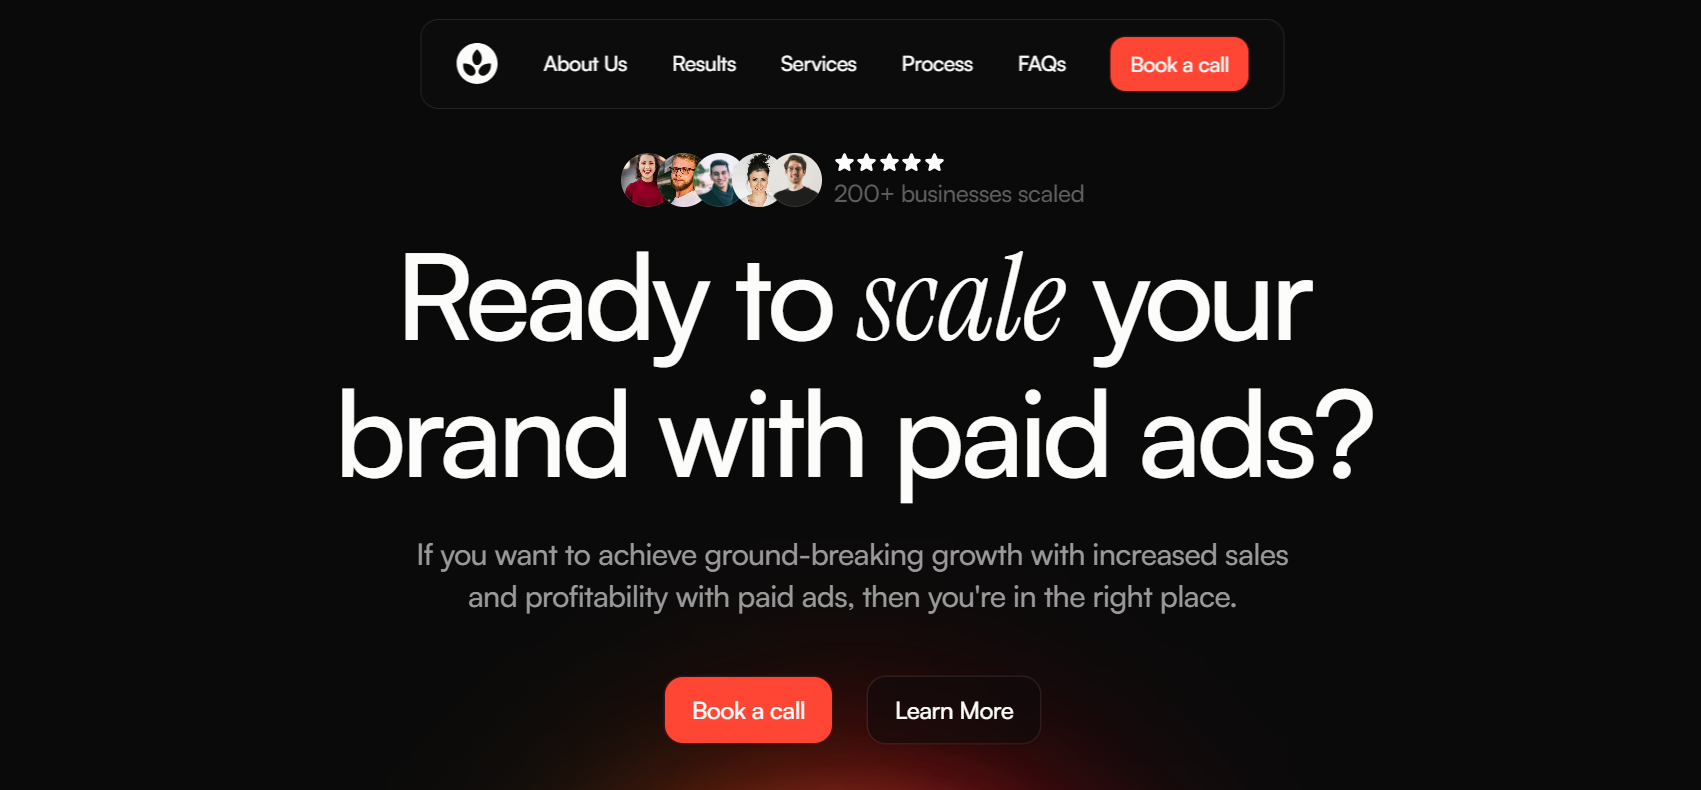 About Us
Results
Services
Process
FAQs
Book a call
200+ businesses scaled
Ready to scale your
brand with paid ads?
If you want to achieve ground-breaking growth with increased sales
and profitability with paid ads, then you're in the right place.
Book a call
Learn More